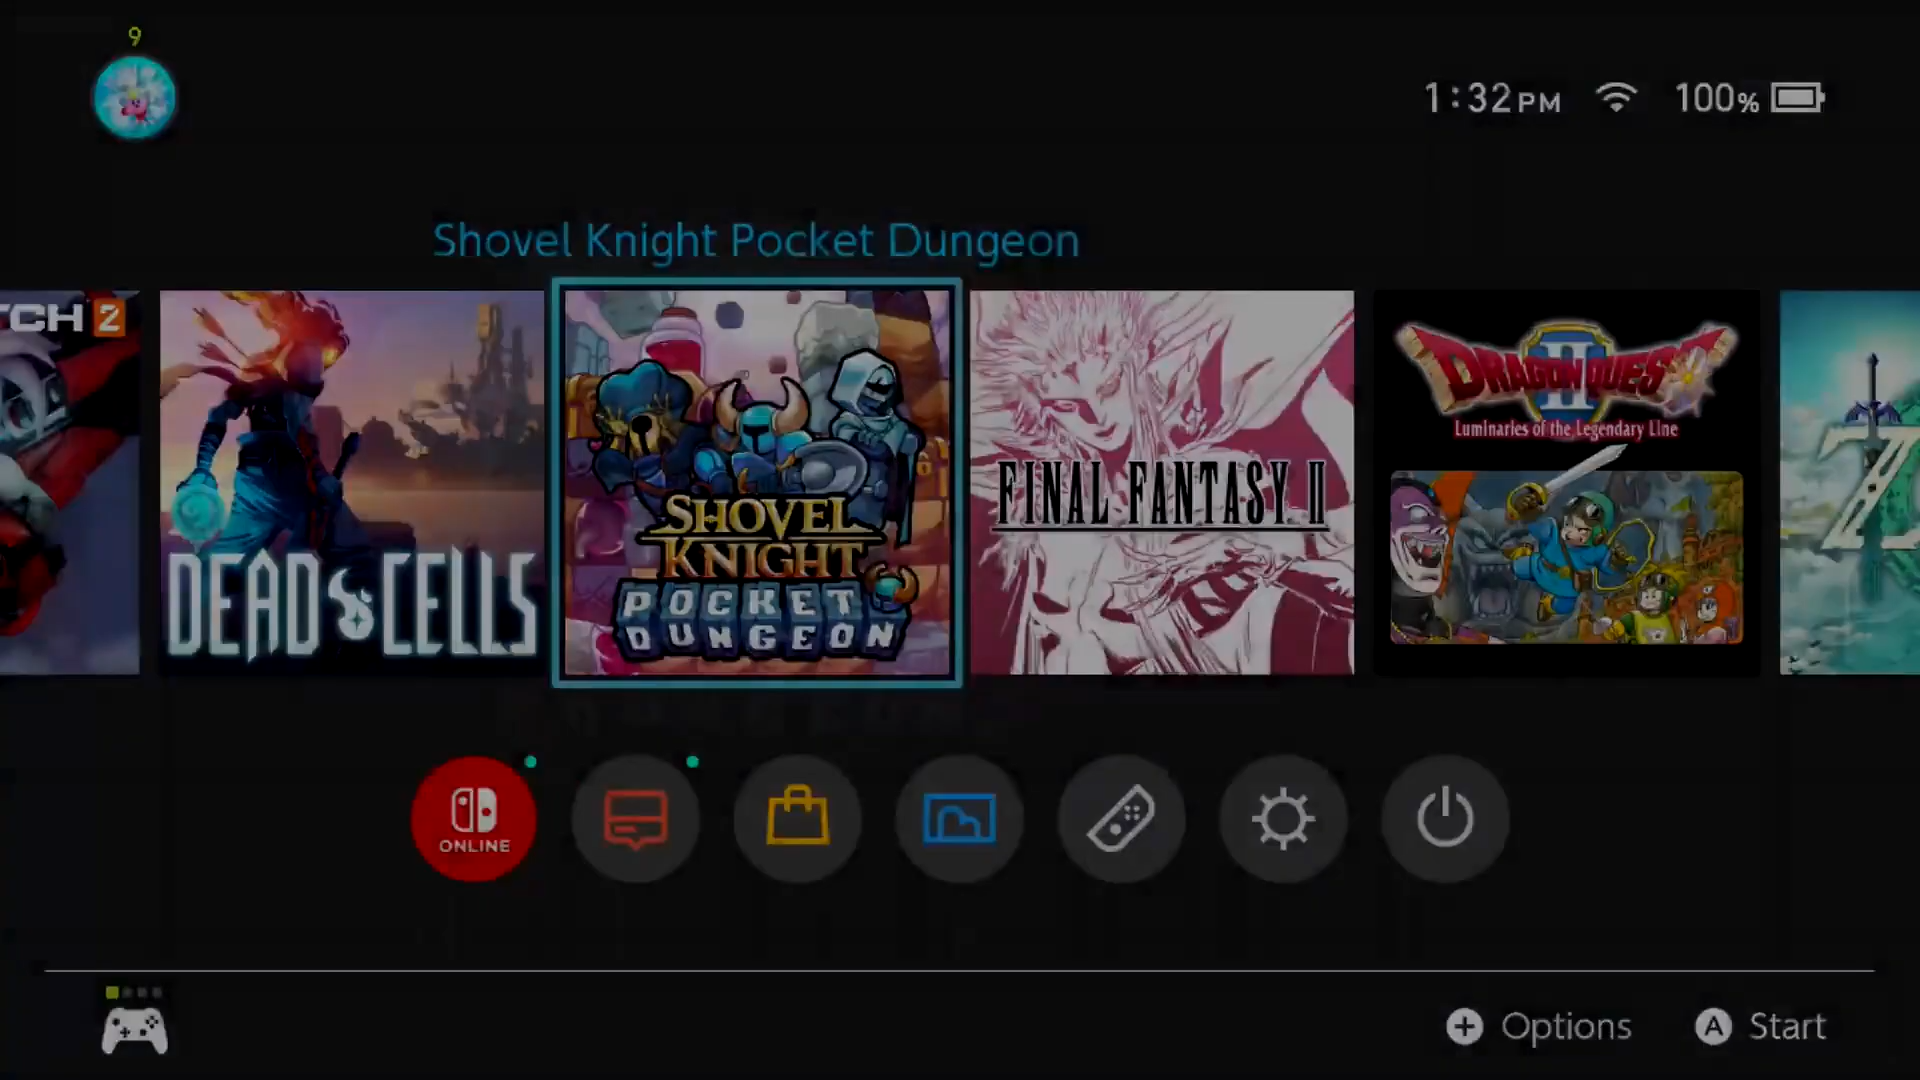 9
1:32 PM 100%
Shovel Knight Pocket Dungeon
TCH 2
DEAD CELLS
SHOVEL
KNIGHT
POCKET
DUNGEON
FINAL FANTASY II
DRAGON QUEST
II
Luminaries of the Legendary Line
Z
ONLINE
+ Options A Start